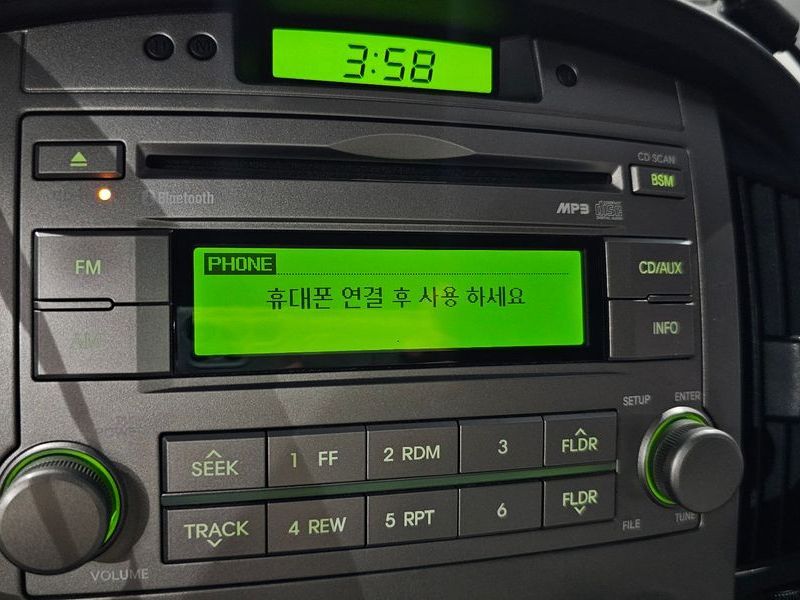 3:58
CD SCAN
BSM
Bluetooth
MP3
PHONE
휴대폰 연결 후 사용 하세요
FM
CD/AUX
AM
INFO
SETUP
ENTER
SEEK
1 FF
2 RDM
3
FLDR
TRACK
4 REW
5 RPT
6
FLDR
FILE
TUNE
VOLUME